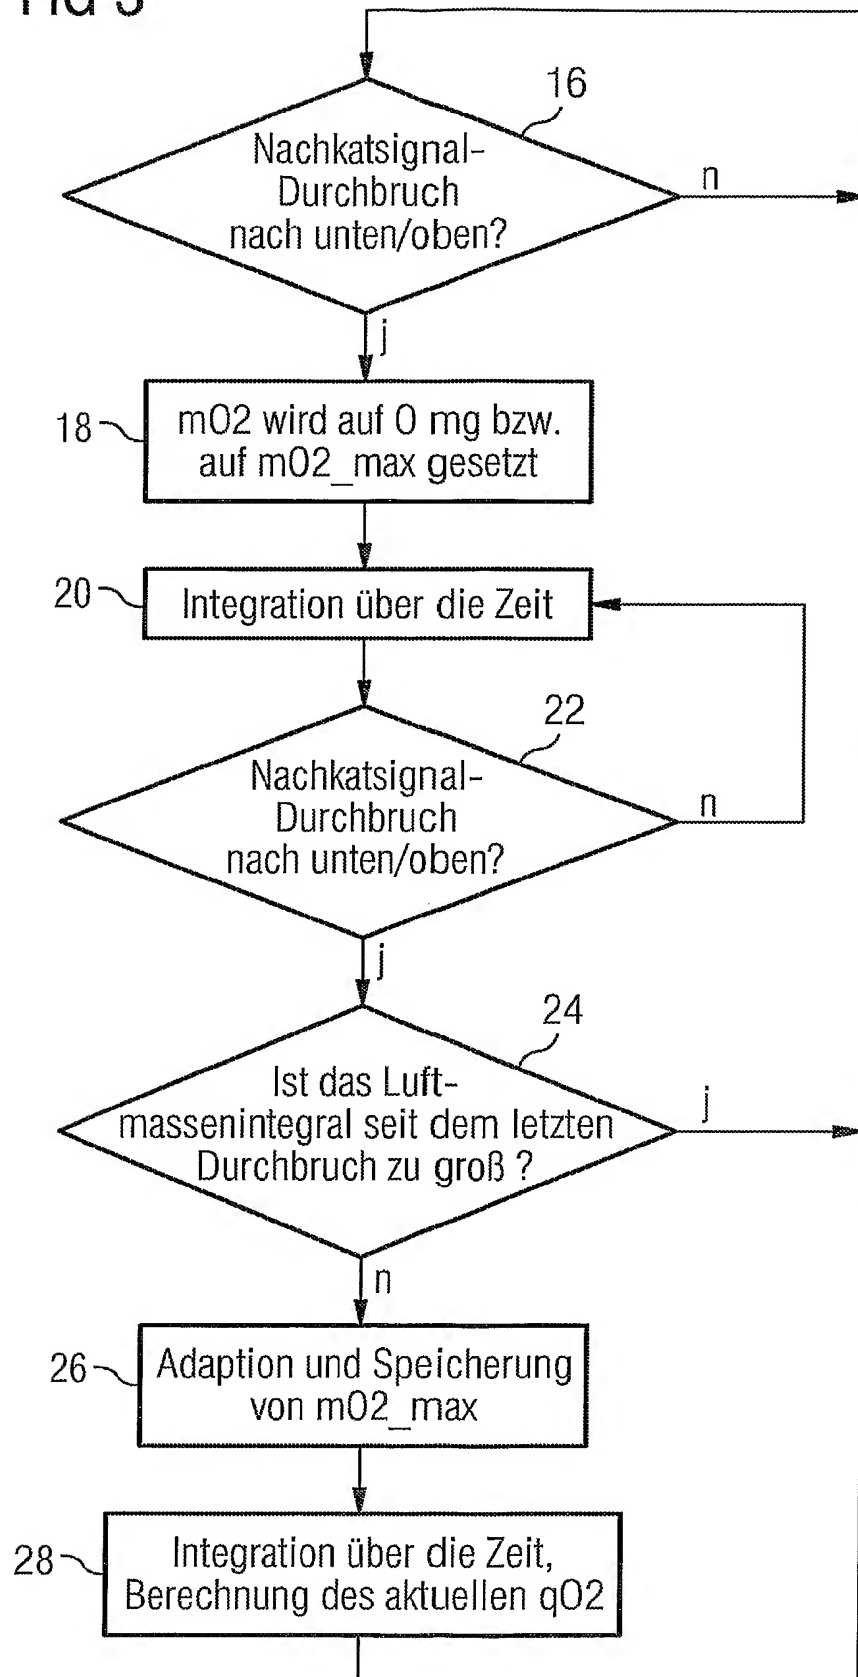 FIG 3
16
Nachkatsignal-
Durchbruch
nach unten/oben?
n
j
18
mO2 wird auf 0 mg bzw.
auf mO2_max gesetzt
20
Integration über die Zeit
22
Nachkatsignal-
Durchbruch
nach unten/oben?
n
j
24
Ist das Luft-
massenintegral seit dem letzten
Durchbruch zu groß ?
j
n
26
Adaption und Speicherung
von mO2_max
28
Integration über die Zeit,
Berechnung des aktuellen qO2